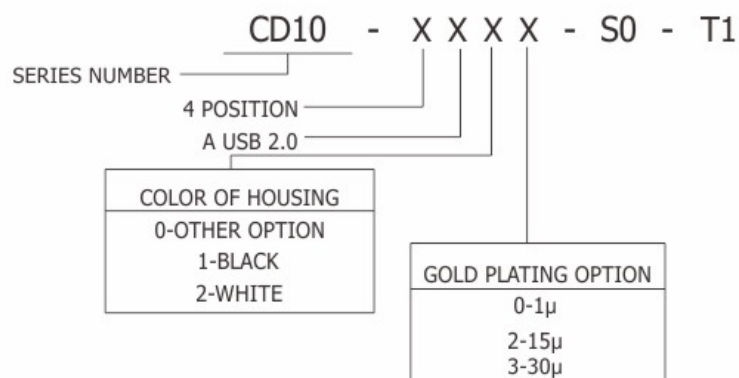 CD10 - X X X X - S0 - T1
SERIES NUMBER
4 POSITION
A USB 2.0
COLOR OF HOUSING
0-OTHER OPTION
1-BLACK
2-WHITE
GOLD PLATING OPTION
0-1µ
2-15µ
3-30µ